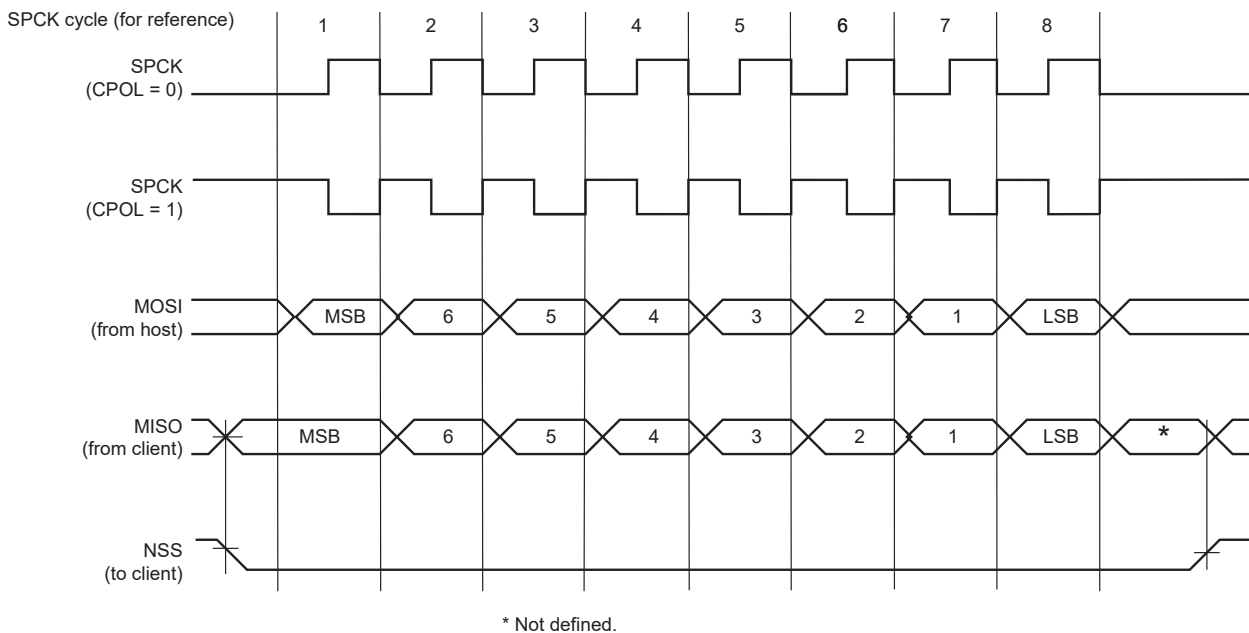 SPCK cycle (for reference)
1 2 3 4 5 6 7 8
SPCK
(CPOL = 0)
SPCK
(CPOL = 1)
MOSI
(from host)
MSB 6 5 4 3 2 1 LSB
MISO
(from client)
MSB 6 5 4 3 2 1 LSB *
NSS
(to client)
* Not defined.